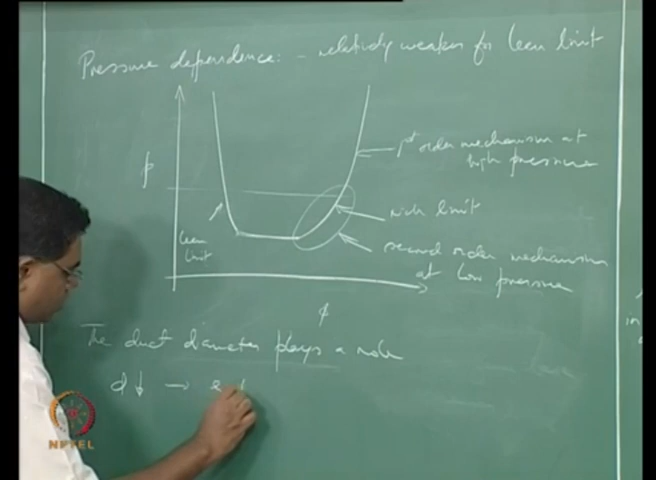 Pressure dependence: - relatively weaker for lean limit
p
1st order mechanism at
high pressure
rich limit
lean
limit
second order mechanism
at low pressure
φ
The duct diameter plays a role
d↓ →
in
NPTEL